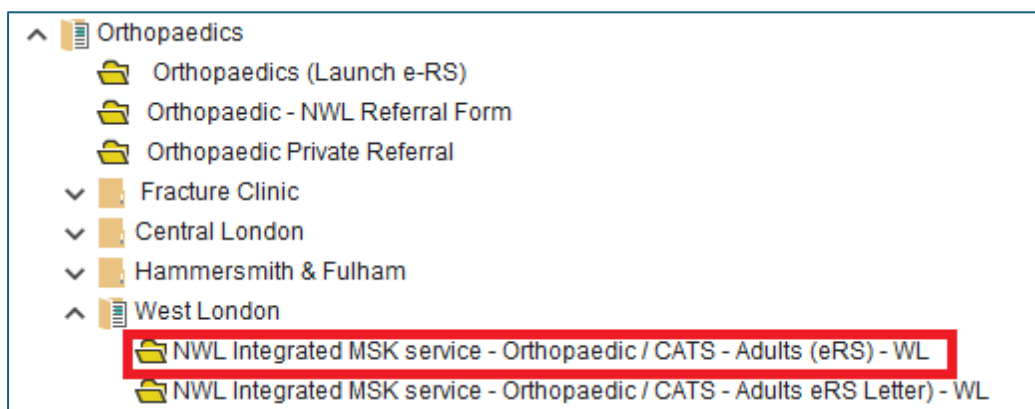 Orthopaedics
Orthopaedics (Launch e-RS)
Orthopaedic - NWL Referral Form
Orthopaedic Private Referral
Fracture Clinic
Central London
Hammersmith & Fulham
West London
NWL Integrated MSK service - Orthopaedic / CATS - Adults (eRS) - WL
NWL Integrated MSK service - Orthopaedic / CATS - Adults eRS Letter) - WL